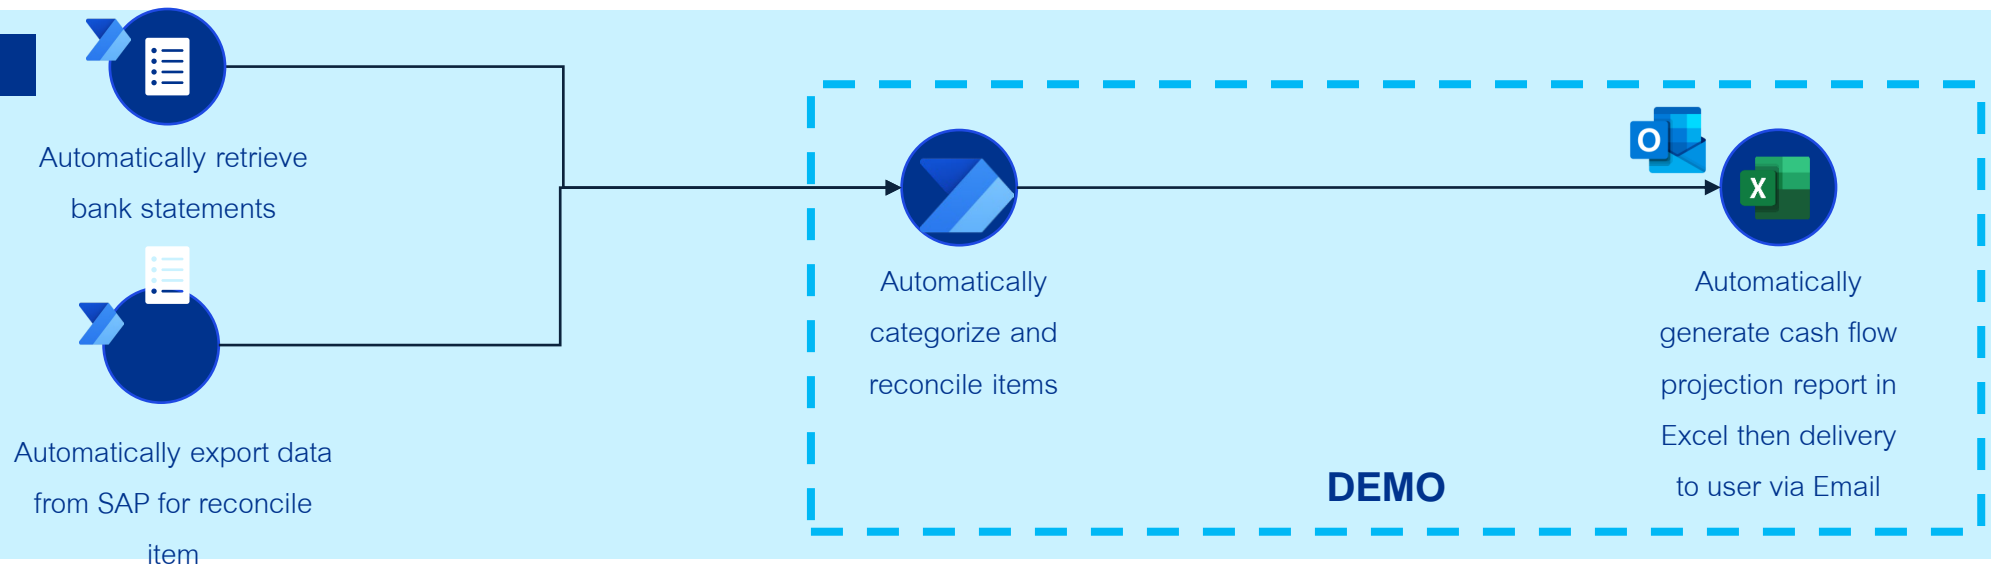 Automatically retrieve
bank statements
Automatically export data
from SAP for reconcile
item
Automatically
categorize and
reconcile items
O
X
Automatically
generate cash flow
projection report in
Excel then delivery
to user via Email
DEMO